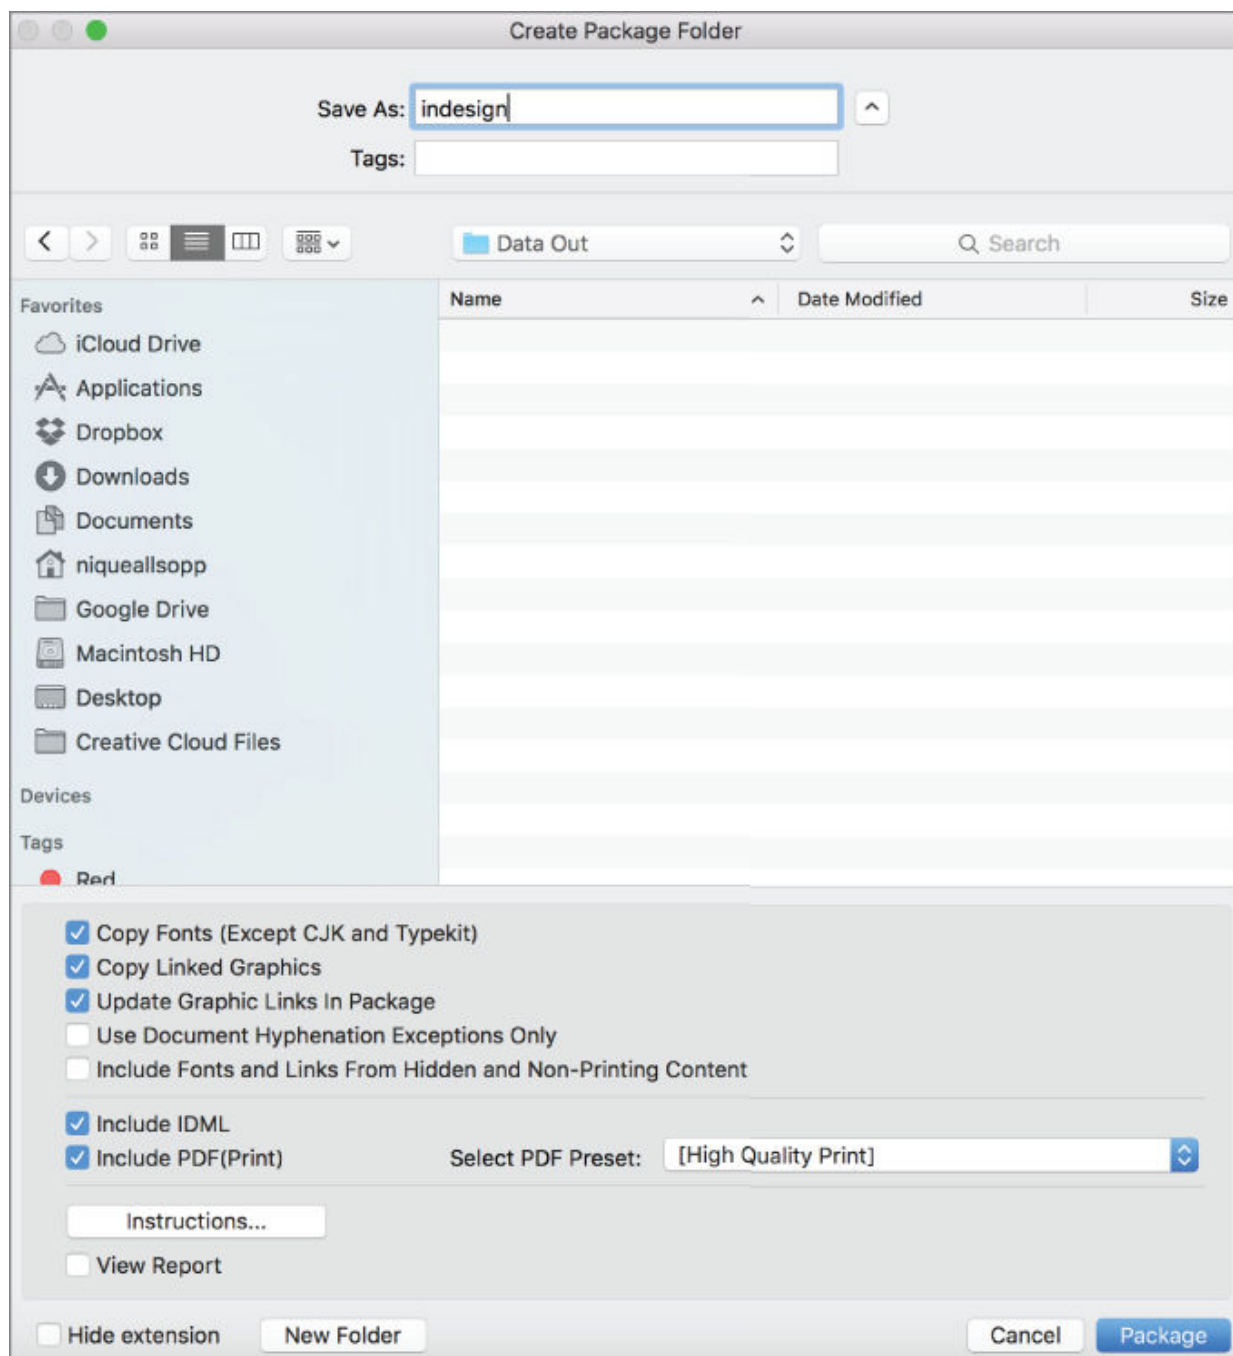 Create Package Folder
Save As: indesign
Tags:
Data Out
Search
Favorites
iCloud Drive
Applications
Dropbox
Downloads
Documents
niqueallsopp
Google Drive
Macintosh HD
Desktop
Creative Cloud Files
Devices
Tags
Red
Name Date Modified Size
Copy Fonts (Except CJK and Typekit)
Copy Linked Graphics
Update Graphic Links In Package
Use Document Hyphenation Exceptions Only
Include Fonts and Links From Hidden and Non-Printing Content
Include IDML
Include PDF(Print) Select PDF Preset: [High Quality Print]
Instructions...
View Report
Hide extension New Folder Cancel Package